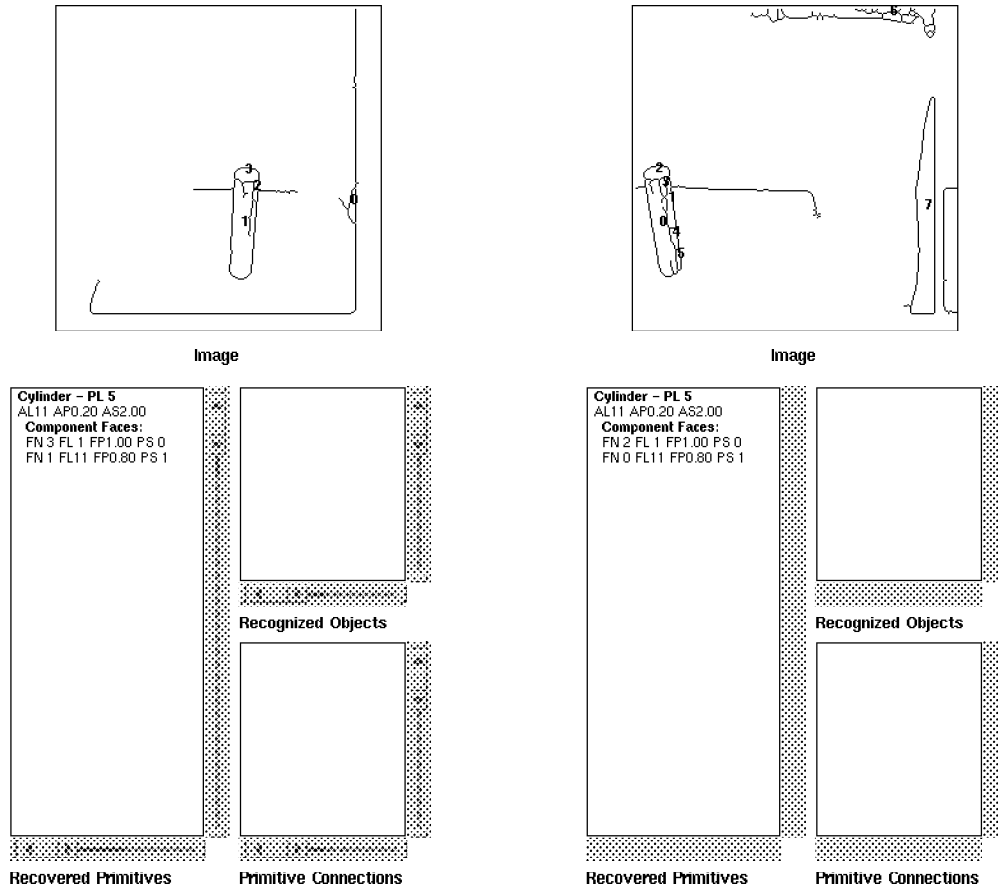 3
2
0
1
Image
Cylinder – PL 5
AL11 AP0.20 AS2.00
Component Faces:
FN 3 FL 1 FP1.00 PS 0
FN 1 FL11 FP0.80 PS 1
Recognized Objects
Recovered Primitives
Primitive Connections
6
2
3
1
7
0
4
5
Image
Cylinder – PL 5
AL11 AP0.20 AS2.00
Component Faces:
FN 2 FL 1 FP1.00 PS 0
FN 0 FL11 FP0.80 PS 1
Recognized Objects
Recovered Primitives
Primitive Connections